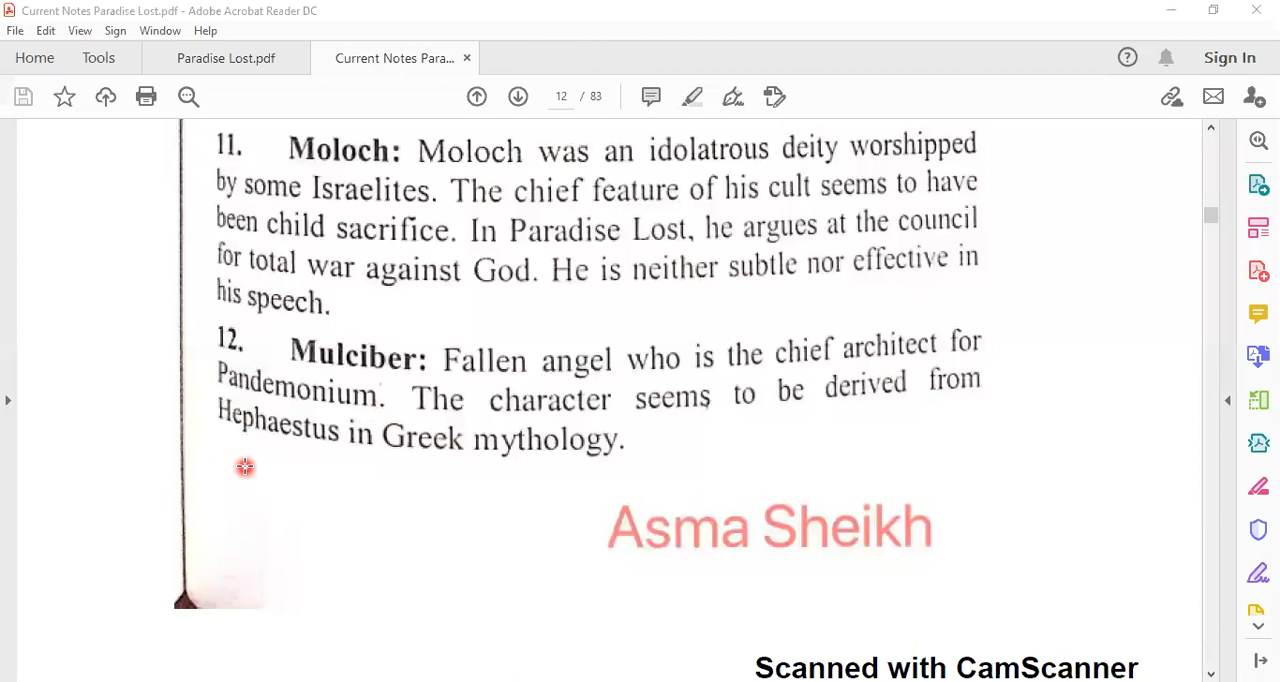 Current Notes Paradise Lost.pdf - Adobe Acrobat Reader DC
File Edit View Sign Window Help
Home Tools Paradise Lost.pdf Current Notes Para... × Sign In
12 / 83
11. Moloch: Moloch was an idolatrous deity worshipped
by some Israelites. The chief feature of his cult seems to have
been child sacrifice. In Paradise Lost, he argues at the council
for total war against God. He is neither subtle nor effective in
his speech.
12. Mulciber: Fallen angel who is the chief architect for
Pandemonium. The character seems to be derived from
Hephaestus in Greek mythology.
Asma Sheikh
Scanned with CamScanner